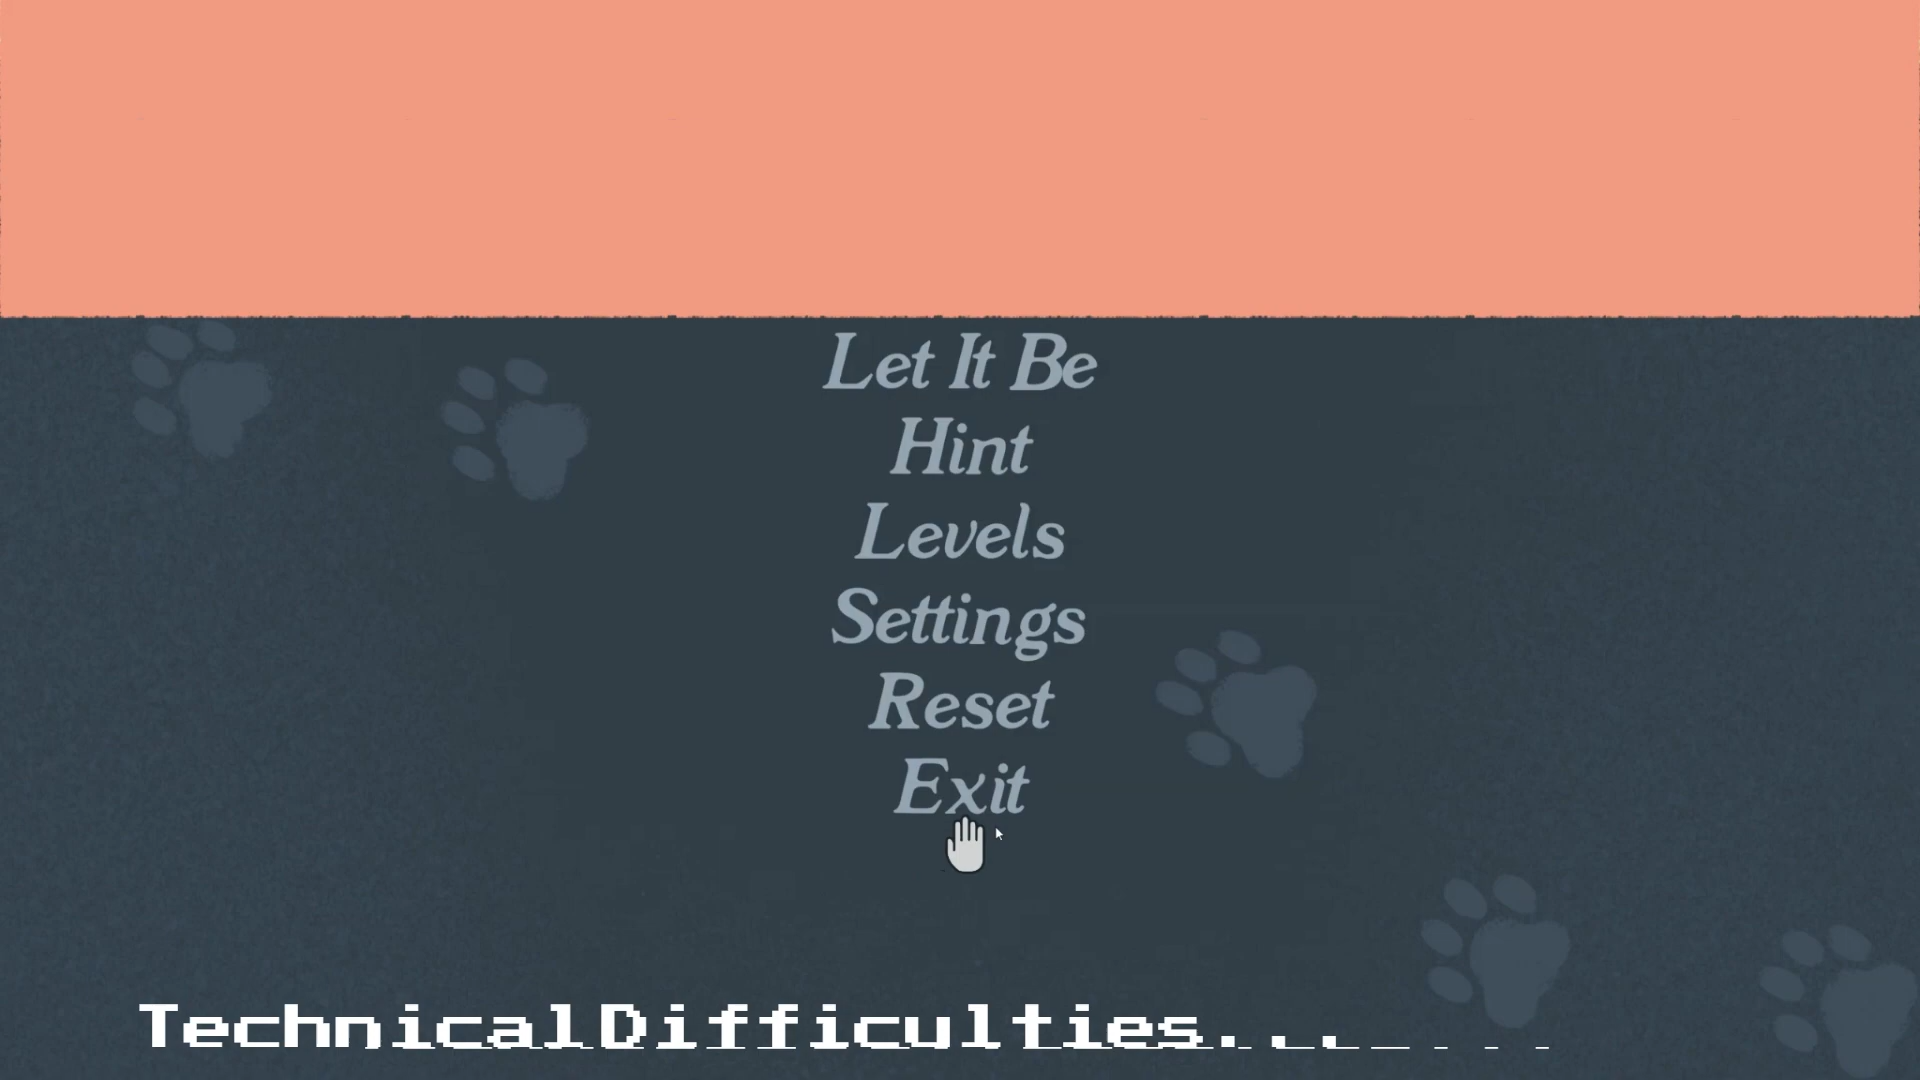 Let It Be
Hint
Levels
Settings
Reset
Exit
TechnicalDifficulties...